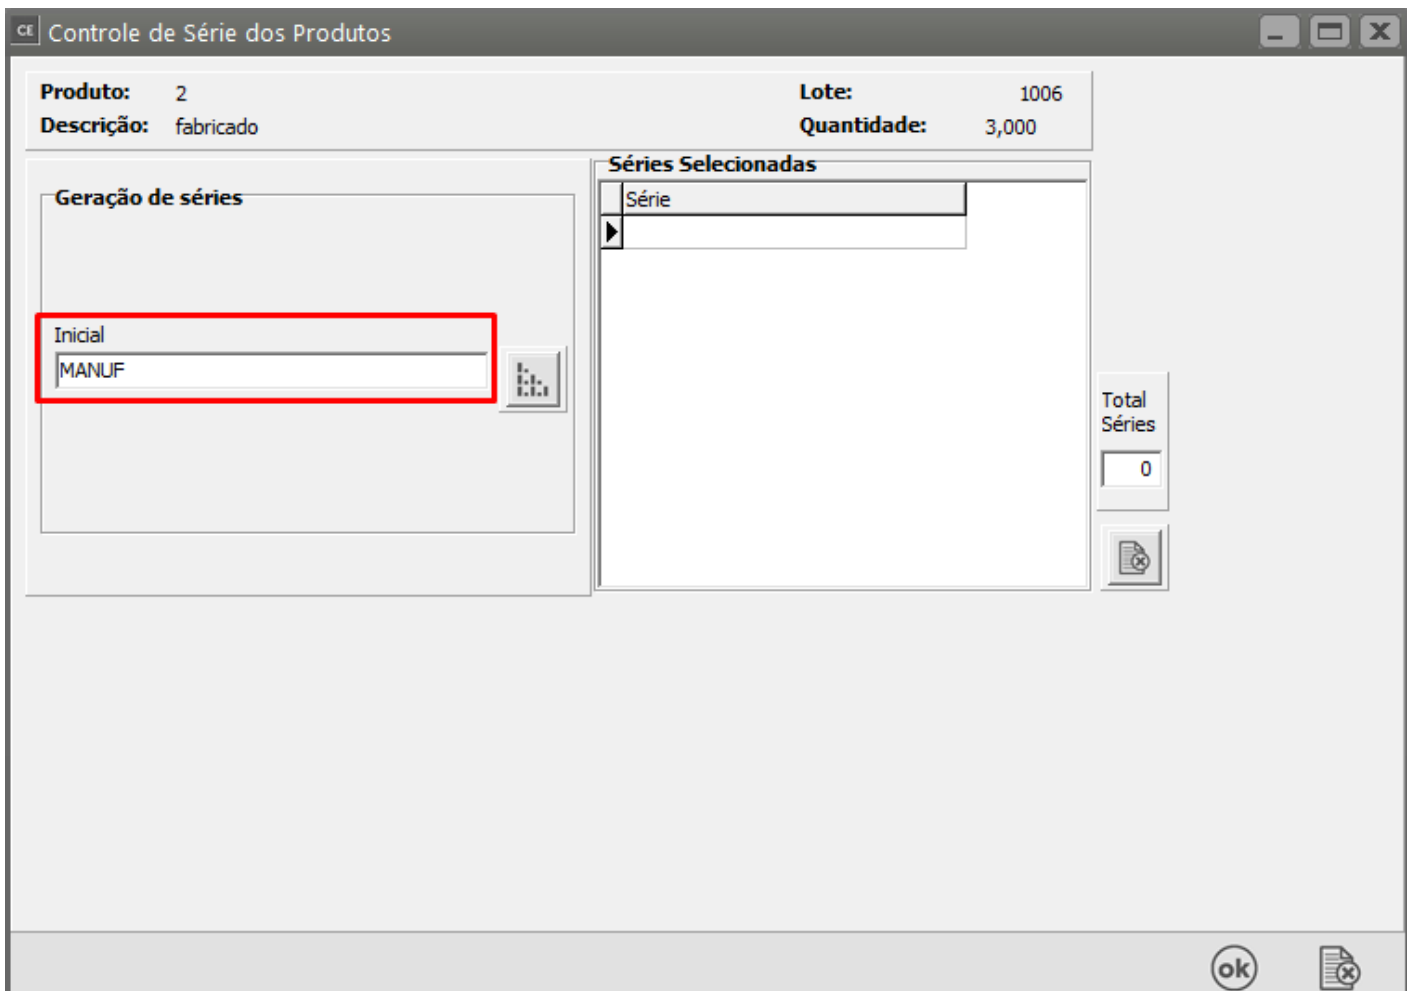 CE Controle de Série dos Produtos
Produto: 2 Lote: 1006
Descrição: fabricado Quantidade: 3,000
Geração de séries
Inicial
MANUF
Séries Selecionadas
Série
Total
Séries
0
ok